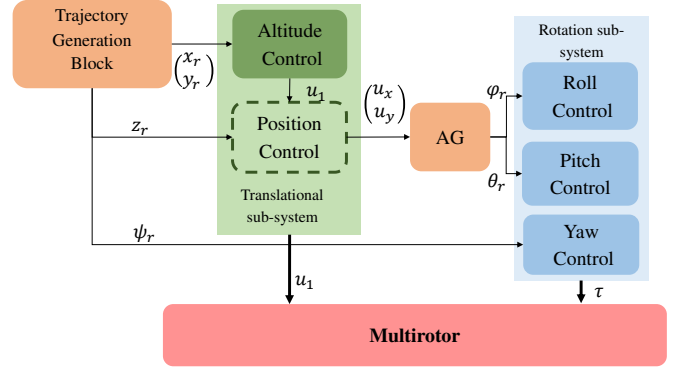 Trajectory
Generation
Block
x_r
y_r
Altitude
Control
u_1
z_r
Position
Control
Translational
sub-system
u_x
u_y
AG
Rotation sub-
system
φ_r
Roll
Control
θ_r
Pitch
Control
ψ_r
Yaw
Control
u_1
τ
Multirotor